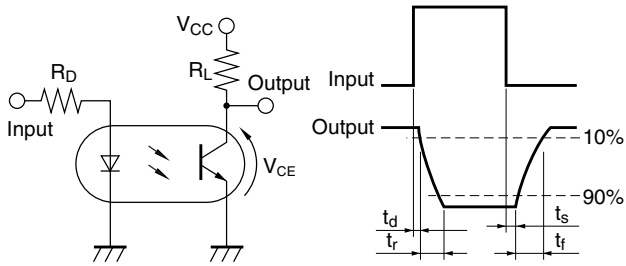 VCC
RD
RL
Output
Input
VCE
Input
Output
10%
90%
td
ts
tr
tf